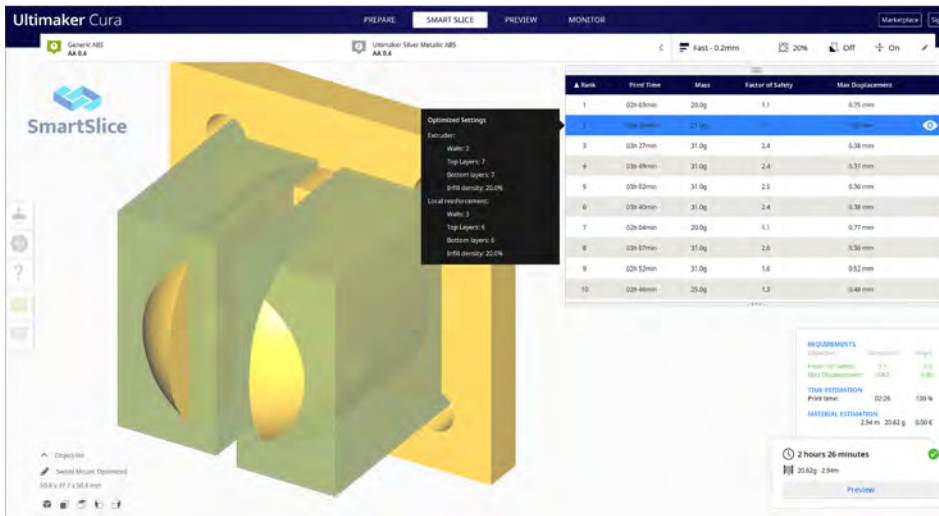 Ultimaker Cura
PREPARE SMART SLICE PREVIEW MONITOR Marketplace
Generic ABS
AA 0.4
Ultimaker Silver Metallic ABS
AA 0.4
Fast - 0.2mm 20% Off On
SmartSlice
Optimized Settings
Extruder:
Walls: 2
Top Layers: 7
Bottom layers: 7
Infill density: 20.0%
Local reinforcement:
Walls: 3
Top Layers: 6
Bottom layers: 6
Infill density: 20.0%
▲ Rank Print Time Mass Factor of Safety Max Displacement
1 02h 03min 20.0g 1.1 0.75 mm
3 03h 27min 31.0g 2.4 0.38 mm
4 03h 49min 31.0g 2.4 0.37 mm
5 03h 02min 31.0g 2.5 0.36 mm
6 03h 40min 31.0g 2.4 0.38 mm
7 02h 04min 20.0g 1.1 0.77 mm
8 03h 07min 31.0g 2.6 0.36 mm
9 02h 52min 31.0g 1.6 0.52 mm
10 02h 46min 25.0g 1.3 0.48 mm
REQUIREMENTS
Max Displacement:
TIME ESTIMATION
Print time: 02:26 100 %
MATERIAL ESTIMATION
2.94 m 20.62 g 0.00 €
2 hours 26 minutes
20.62g · 2.94m
Preview
Object list
Swivel Mount Optimized